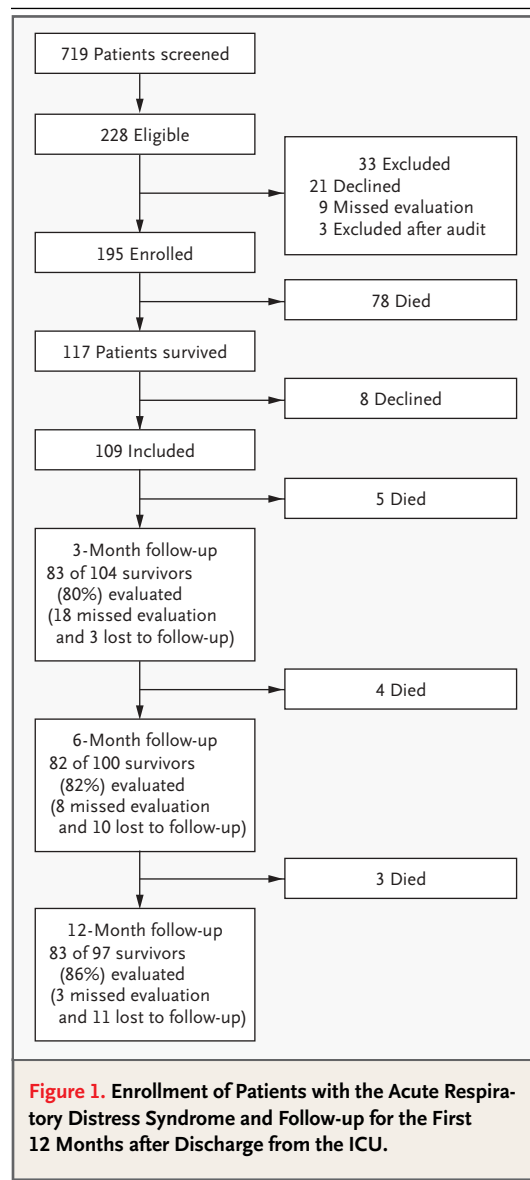 719 Patients screened
228 Eligible
33 Excluded
21 Declined
9 Missed evaluation
3 Excluded after audit
195 Enrolled
78 Died
117 Patients survived
8 Declined
109 Included
5 Died
3-Month follow-up
83 of 104 survivors
(80%) evaluated
(18 missed evaluation
and 3 lost to follow-up)
4 Died
6-Month follow-up
82 of 100 survivors
(82%) evaluated
(8 missed evaluation
and 10 lost to follow-up)
3 Died
12-Month follow-up
83 of 97 survivors
(86%) evaluated
(3 missed evaluation
and 11 lost to follow-up)
Figure 1. Enrollment of Patients with the Acute Respira-
tory Distress Syndrome and Follow-up for the First
12 Months after Discharge from the ICU.